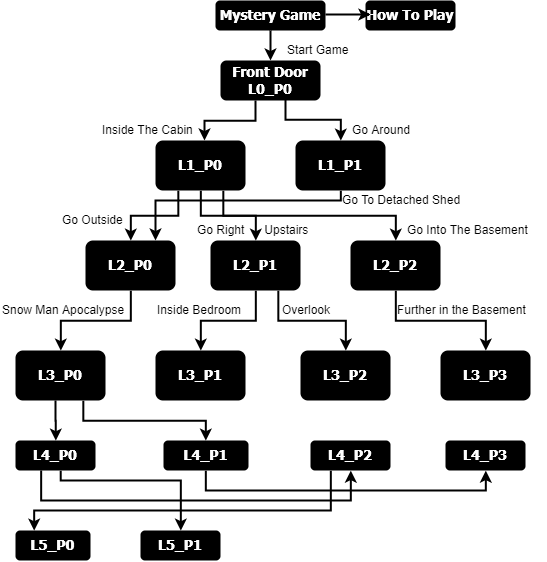 Mystery Game
How To Play
Start Game
Front Door
L0_P0
Inside The Cabin
Go Around
L1_P0
L1_P1
Go To Detached Shed
Go Outside
Go Right
Upstairs
Go Into The Basement
L2_P0
L2_P1
L2_P2
Snow Man Apocalypse
Inside Bedroom
Overlook
Further in the Basement
L3_P0
L3_P1
L3_P2
L3_P3
L4_P0
L4_P1
L4_P2
L4_P3
L5_P0
L5_P1